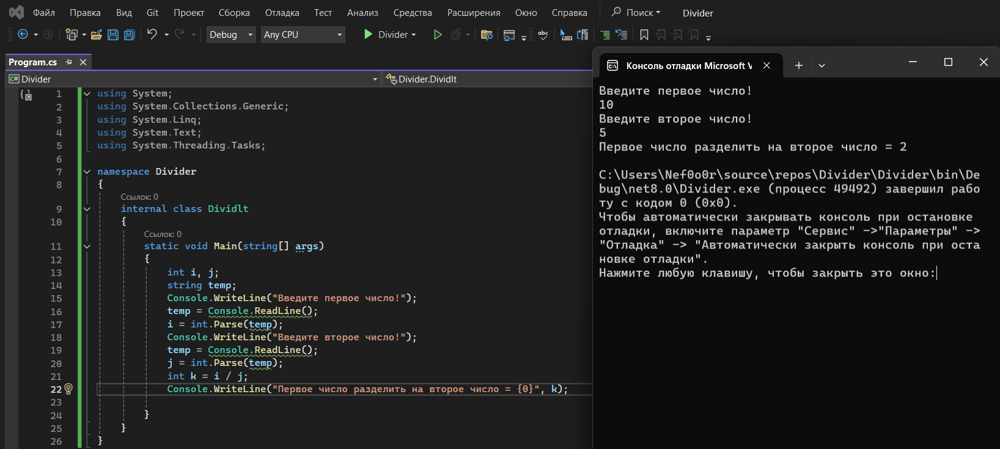 Файл Правка Вид Git Проект Сборка Отладка Тест Анализ Средства Расширения Окно Справка Поиск Divider
Debug Any CPU Divider abc
Program.cs
C# Divider Divider.Dividlt
1 using System;
2 using System.Collections.Generic;
3 using System.Linq;
4 using System.Text;
5 using System.Threading.Tasks;
6
7 namespace Divider
8 {
Ссылок: 0
9 internal class Dividlt
10 {
Ссылок: 0
11 static void Main(string[] args)
12 {
13 int i, j;
14 string temp;
15 Console.WriteLine("Введите первое число!");
16 temp = Console.ReadLine();
17 i = int.Parse(temp);
18 Console.WriteLine("Введите второе число!");
19 temp = Console.ReadLine();
20 j = int.Parse(temp);
21 int k = i / j;
22 Console.WriteLine("Первое число разделить на второе число = {0}", k);
23
24 }
25 }
26 }
C:\ Консоль отладки Microsoft V
Введите первое число!
10
Введите второе число!
5
Первое число разделить на второе число = 2
C:\Users\Nef0o0r\source\repos\Divider\Divider\bin\De
bug\net8.0\Divider.exe (процесс 49492) завершил рабо
ту с кодом 0 (0x0).
Чтобы автоматически закрывать консоль при остановке
отладки, включите параметр "Сервис" ->"Параметры" ->
"Отладка" -> "Автоматически закрыть консоль при оста
новке отладки".
Нажмите любую клавишу, чтобы закрыть это окно: